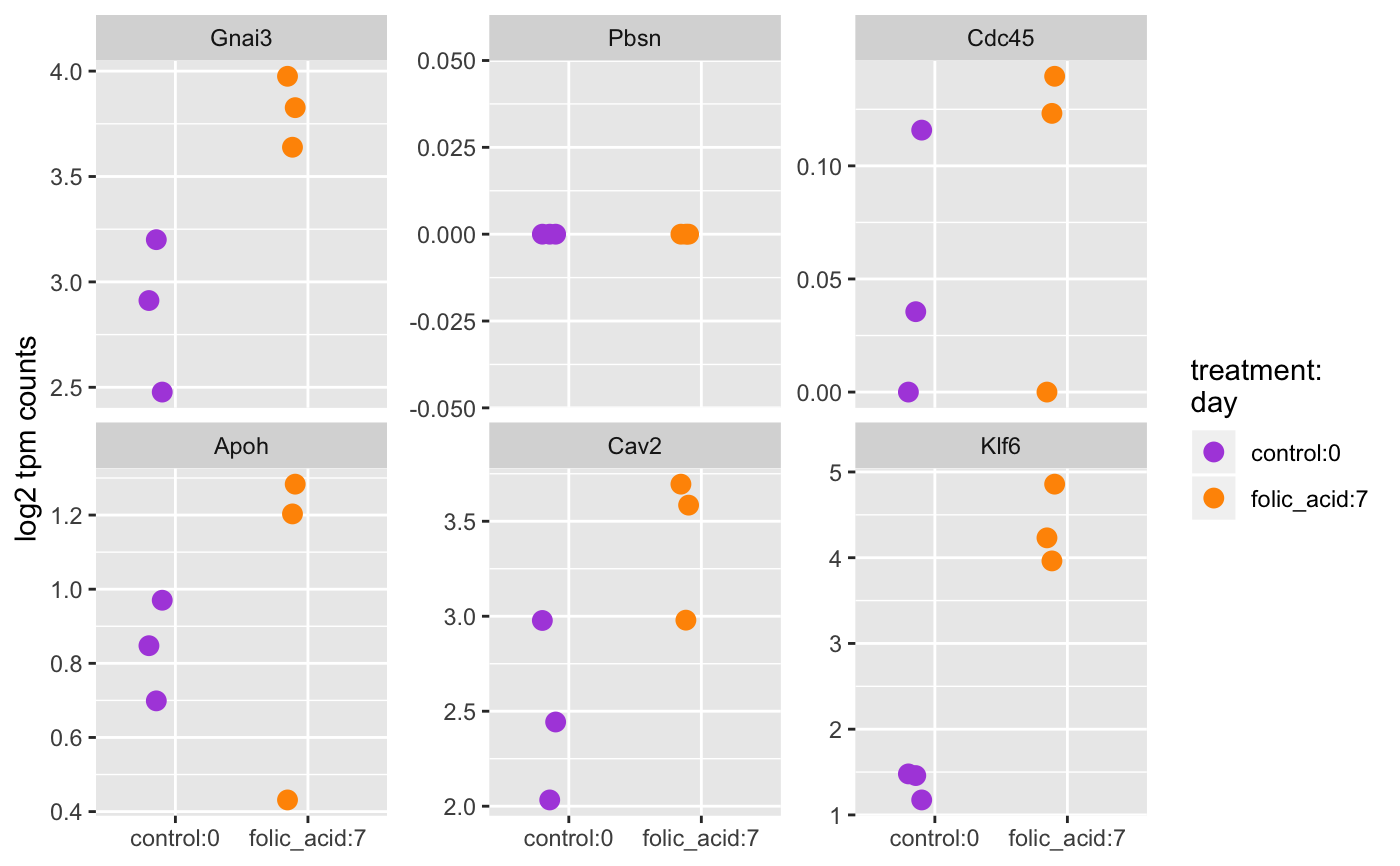 Gnai3
Pbsn
Cdc45
4.0
3.5
3.0
2.5
0.050
0.025
0.000
-0.025
-0.050
0.10
0.05
0.00
log2 tpm counts
Apoh
Cav2
Klf6
1.2
1.0
0.8
0.6
0.4
3.5
3.0
2.5
2.0
5
4
3
2
1
control:0
folic_acid:7
control:0
folic_acid:7
control:0
folic_acid:7
treatment:
day
control:0
folic_acid:7